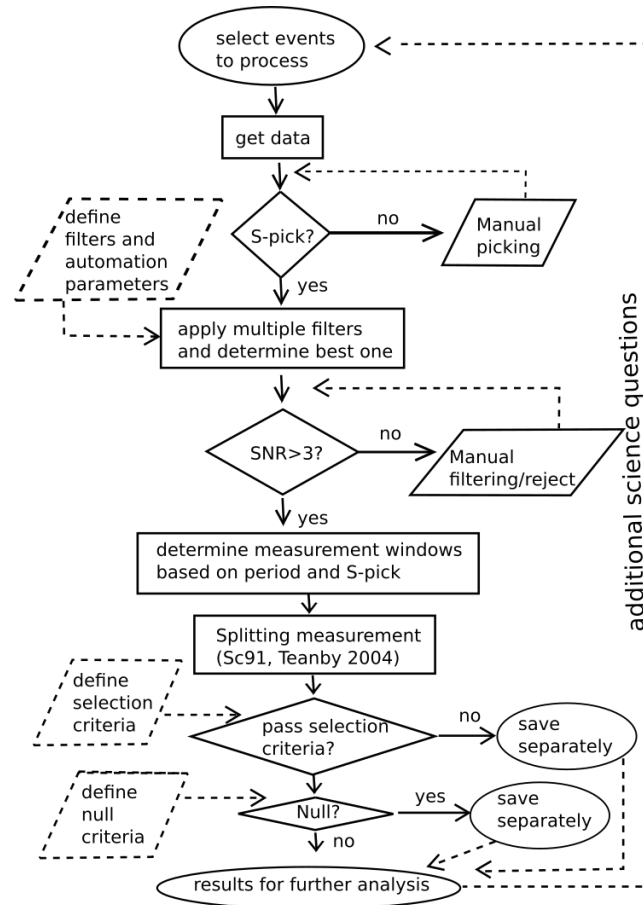 select events
to process
get data
define
filters and
automation
parameters
S-pick?
no
Manual
picking
yes
apply multiple filters
and determine best one
SNR>3?
no
Manual
filtering/reject
yes
determine measurement windows
based on period and S-pick
Splitting measurement
(Sc91, Teanby 2004)
define
selection
criteria
pass selection
criteria?
no
save
separately
define
null
criteria
Null?
yes
save
separately
no
results for further analysis
additional science questions